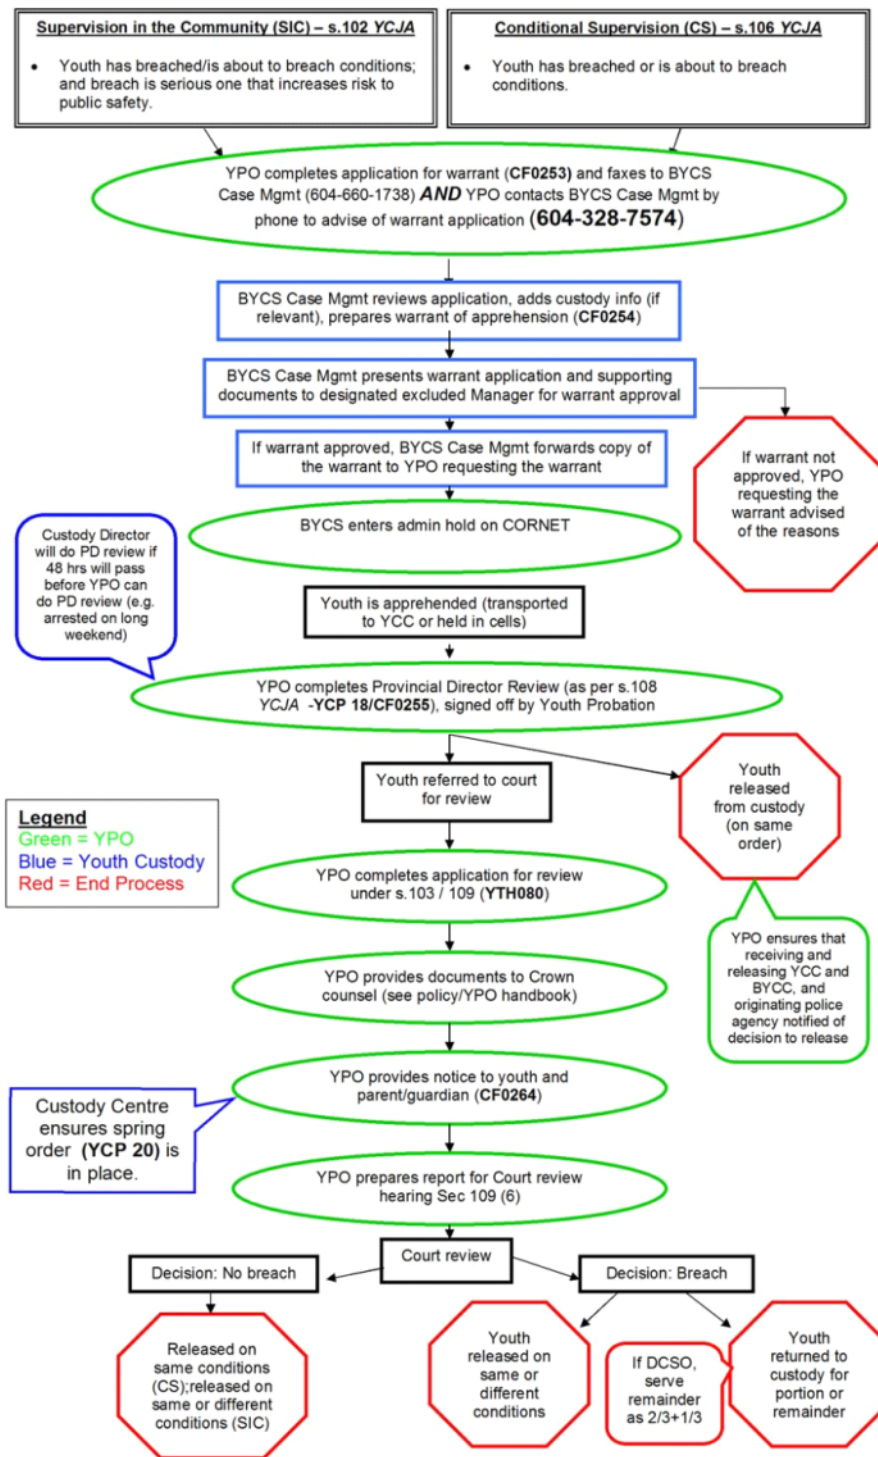 Supervision in the Community (SIC) – s.102 YCJA
• Youth has breached/is about to breach conditions;
and breach is serious one that increases risk to
public safety.
Conditional Supervision (CS) – s.106 YCJA
• Youth has breached or is about to breach
conditions.
YPO completes application for warrant (CF0253) and faxes to BYCS
Case Mgmt (604-660-1738) AND YPO contacts BYCS Case Mgmt by
phone to advise of warrant application (604-328-7574)
BYCS Case Mgmt reviews application, adds custody info (if
relevant), prepares warrant of apprehension (CF0254)
BYCS Case Mgmt presents warrant application and supporting
documents to designated excluded Manager for warrant approval
If warrant approved, BYCS Case Mgmt forwards copy of
the warrant to YPO requesting the warrant
If warrant not
approved, YPO
requesting the
warrant advised
of the reasons
BYCS enters admin hold on CORNET
Custody Director
will do PD review if
48 hrs will pass
before YPO can
do PD review (e.g.
arrested on long
weekend)
Youth is apprehended (transported
to YCC or held in cells)
YPO completes Provincial Director Review (as per s.108
YCJA -YCP 18/CF0255), signed off by Youth Probation
Youth referred to court
for review
Youth
released
from custody
(on same
order)
Legend
Green = YPO
Blue = Youth Custody
Red = End Process
YPO completes application for review
under s.103 / 109 (YTH080)
YPO ensures that
receiving and
releasing YCC and
BYCC, and
originating police
agency notified of
decision to release
YPO provides documents to Crown
counsel (see policy/YPO handbook)
YPO provides notice to youth and
parent/guardian (CF0264)
Custody Centre
ensures spring
order (YCP 20) is
in place.
YPO prepares report for Court review
hearing Sec 109 (6)
Court review
Decision: No breach
Decision: Breach
Released on
same conditions
(CS);released on
same or different
conditions (SIC)
Youth
released on
same or
different
conditions
If DCSO,
serve
remainder
as 2/3+1/3
Youth
returned to
custody for
portion or
remainder